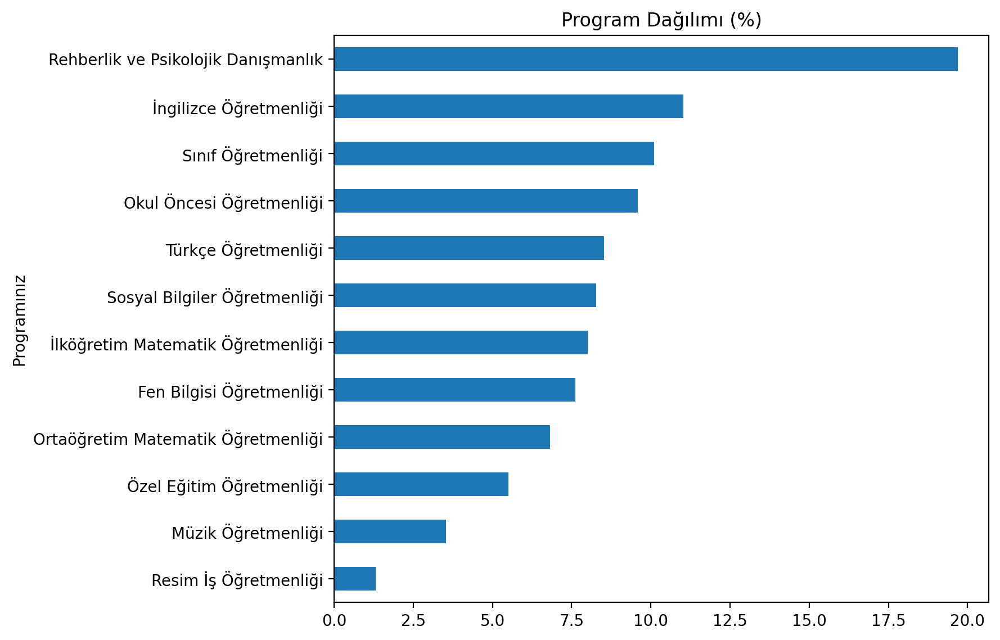 Program Dağılımı (%)
Programınız
Rehberlik ve Psikolojik Danışmanlık
İngilizce Öğretmenliği
Sınıf Öğretmenliği
Okul Öncesi Öğretmenliği
Türkçe Öğretmenliği
Sosyal Bilgiler Öğretmenliği
İlköğretim Matematik Öğretmenliği
Fen Bilgisi Öğretmenliği
Ortaöğretim Matematik Öğretmenliği
Özel Eğitim Öğretmenliği
Müzik Öğretmenliği
Resim İş Öğretmenliği
0.0 2.5 5.0 7.5 10.0 12.5 15.0 17.5 20.0